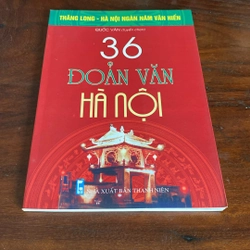 THĂNG LONG - HÀ NỘI NGÀN NĂM VĂN HIẾN
QUỐC VĂN (tuyển chọn)
36
ĐOẢN VĂN
HÀ NỘI
NHÀ XUẤT BẢN THANH NIÊN